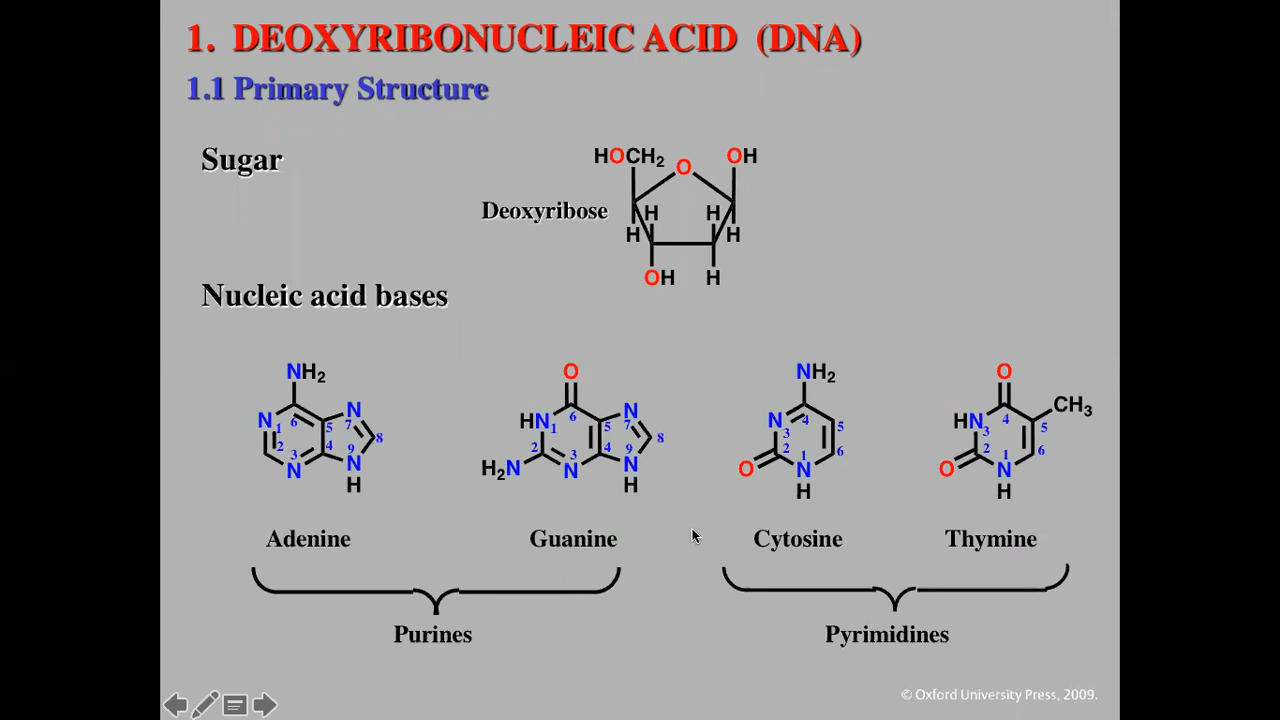 1. DEOXYRIBONUCLEIC ACID (DNA)
1.1 Primary Structure
Sugar
HOCH₂ O OH
Deoxyribose
H H H H
OH H
Nucleic acid bases
NH₂
N 1 2 N 3 4 5 6 N 7 8 9 N
H
O
HN 1 2 N 3 4 5 6 N 7 8 9 N
H₂N
H
NH₂
N 3 4 5 6 1 2 N
O
H
O
CH₃
HN 3 4 5 6 1 2 N
O
H
Adenine Guanine Cytosine Thymine
Purines Pyrimidines
© Oxford University Press, 2009.